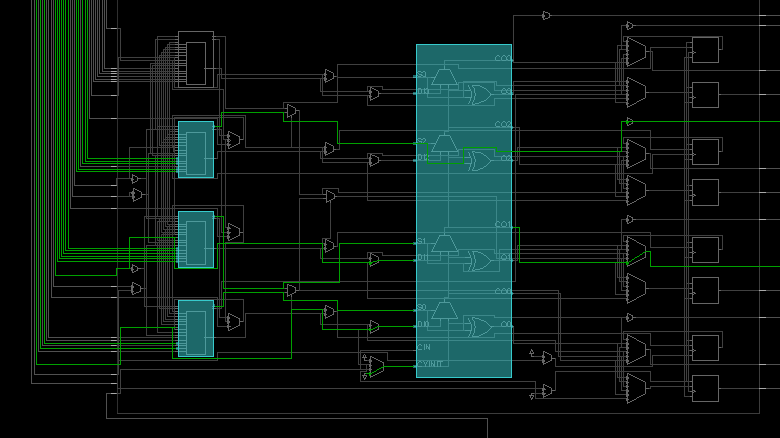 CO3
S3
DI3
O3
CO2
S2
DI2
O2
CO1
S1
DI1
O1
CO0
S0
DI0
O0
CIN
CYINIT